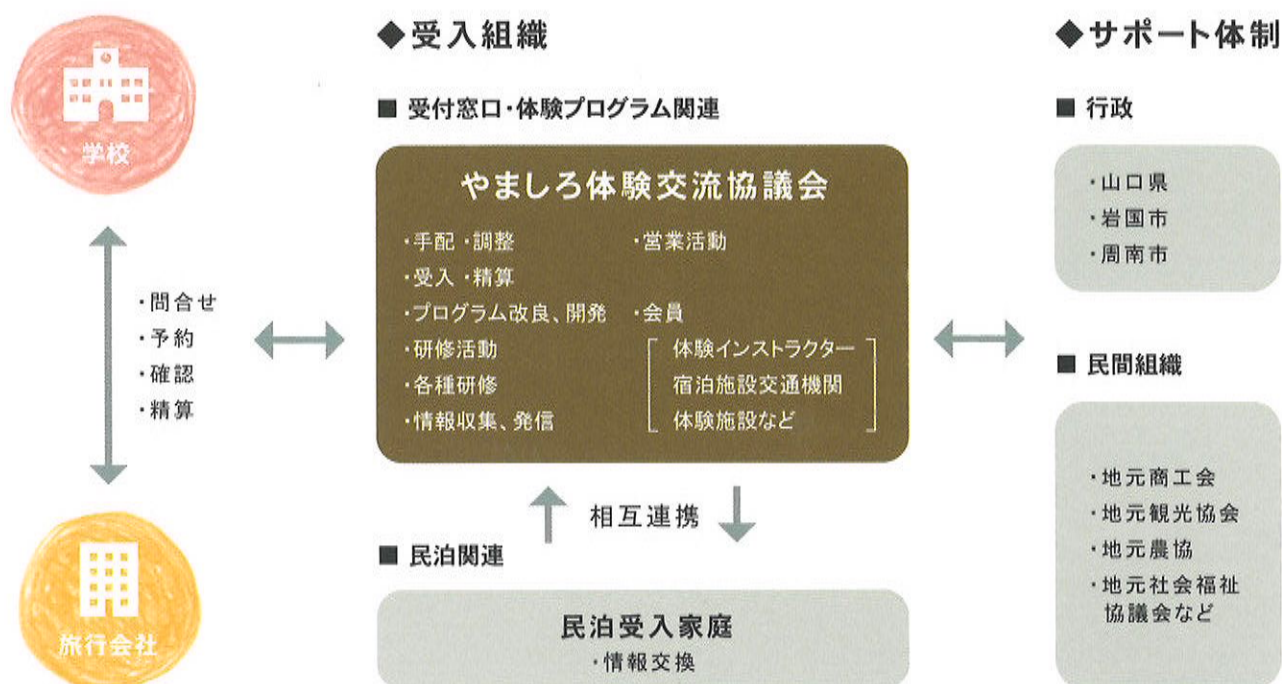 学校
・問合せ
・予約
・確認
・精算
旅行会社
◆受入組織
■ 受付窓口・体験プログラム関連
やましろ体験交流協議会
・手配 ・調整
・受入 ・精算
・プログラム改良、開発
・研修活動
・各種研修
・情報収集、発信
・営業活動
・会員
体験インストラクター
宿泊施設交通機関
体験施設など
相互連携
■ 民泊関連
民泊受入家庭
・情報交換
◆サポート体制
■ 行政
・山口県
・岩国市
・周南市
■ 民間組織
・地元商工会
・地元観光協会
・地元農協
・地元社会福祉
協議会など